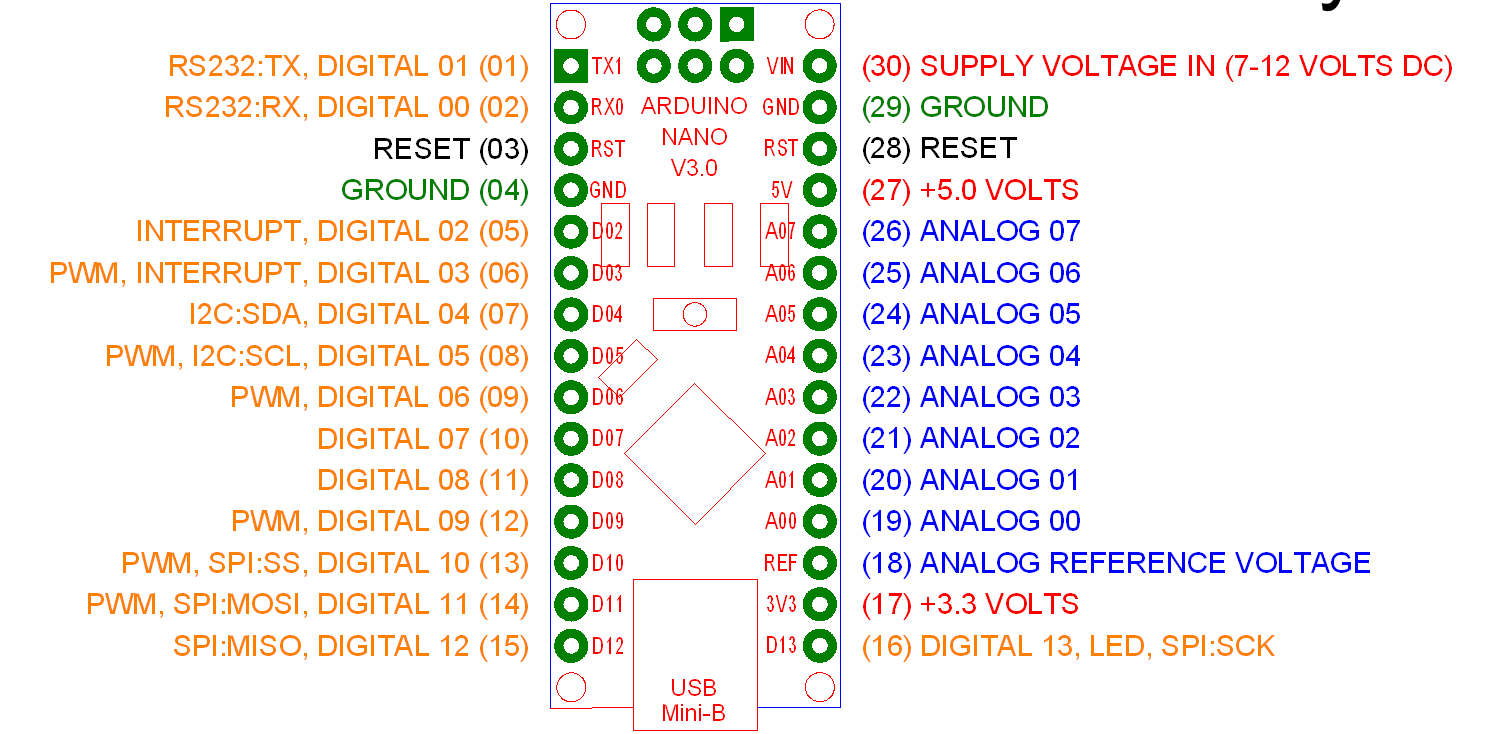 RS232:TX, DIGITAL 01 (01) TX1 VIN (30) SUPPLY VOLTAGE IN (7-12 VOLTS DC)
RS232:RX, DIGITAL 00 (02) RX0 ARDUINO GND (29) GROUND
NANO
RESET (03) RST RST (28) RESET
V3.0
GROUND (04) GND 5V (27) +5.0 VOLTS
INTERRUPT, DIGITAL 02 (05) D02 A07 (26) ANALOG 07
PWM, INTERRUPT, DIGITAL 03 (06) D03 A06 (25) ANALOG 06
I2C:SDA, DIGITAL 04 (07) D04 A05 (24) ANALOG 05
PWM, I2C:SCL, DIGITAL 05 (08) D05 A04 (23) ANALOG 04
PWM, DIGITAL 06 (09) D06 A03 (22) ANALOG 03
DIGITAL 07 (10) D07 A02 (21) ANALOG 02
DIGITAL 08 (11) D08 A01 (20) ANALOG 01
PWM, DIGITAL 09 (12) D09 A00 (19) ANALOG 00
PWM, SPI:SS, DIGITAL 10 (13) D10 REF (18) ANALOG REFERENCE VOLTAGE
PWM, SPI:MOSI, DIGITAL 11 (14) D11 3V3 (17) +3.3 VOLTS
SPI:MISO, DIGITAL 12 (15) D12 D13 (16) DIGITAL 13, LED, SPI:SCK
USB
Mini-B